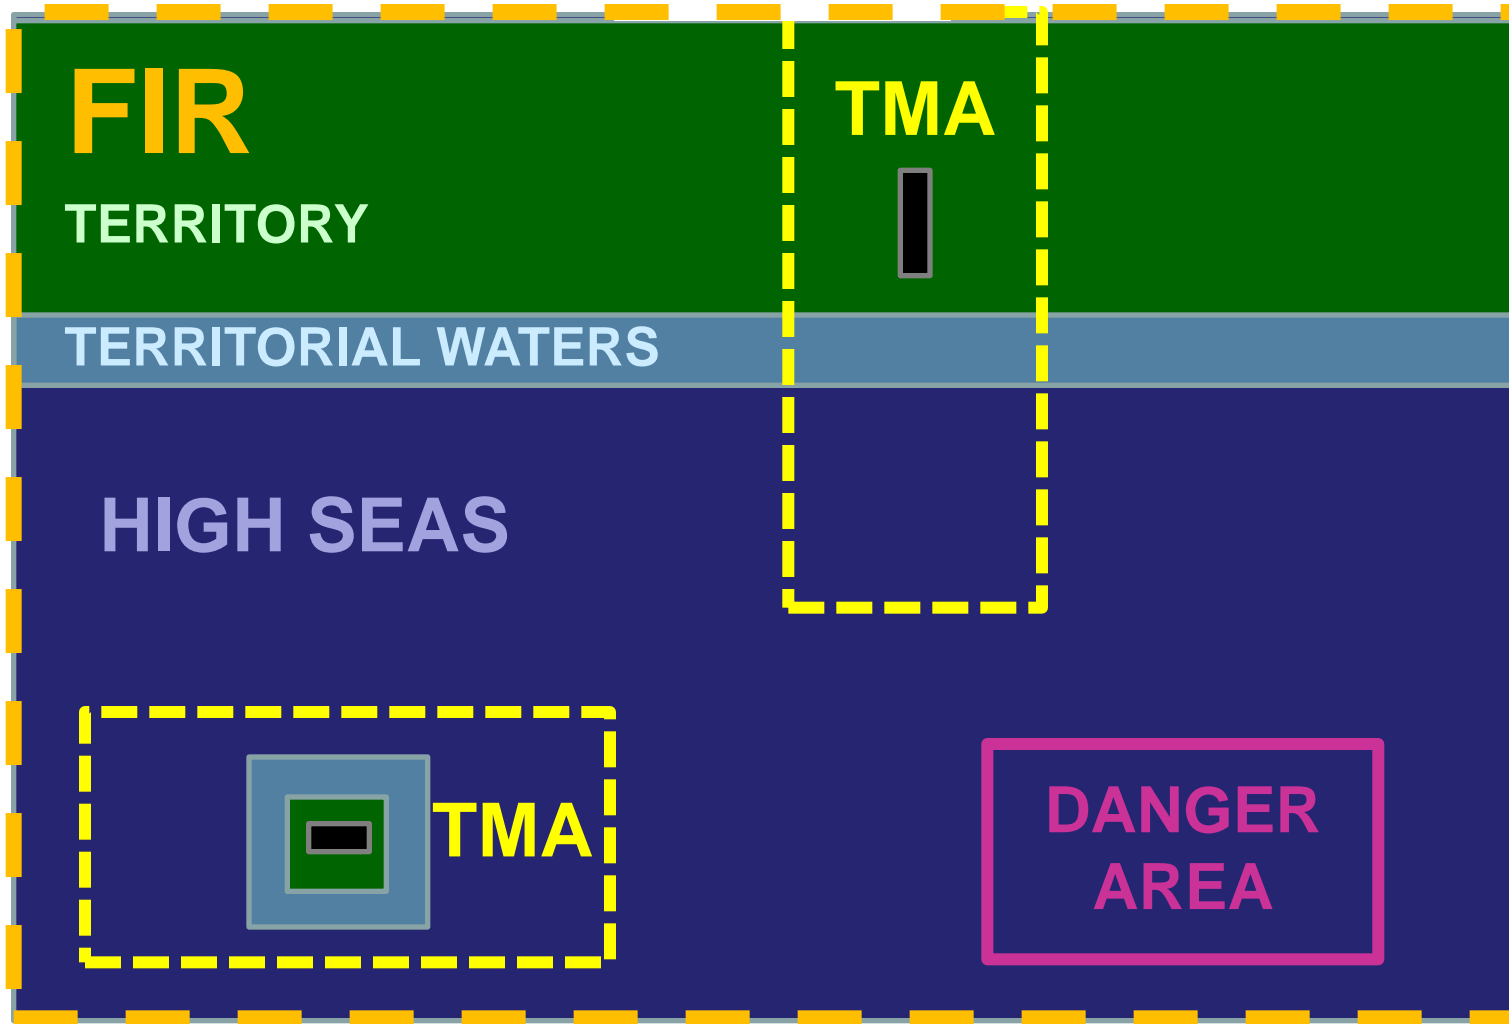 FIR
TMA
TERRITORY
TERRITORIAL WATERS
HIGH SEAS
TMA
DANGER
AREA